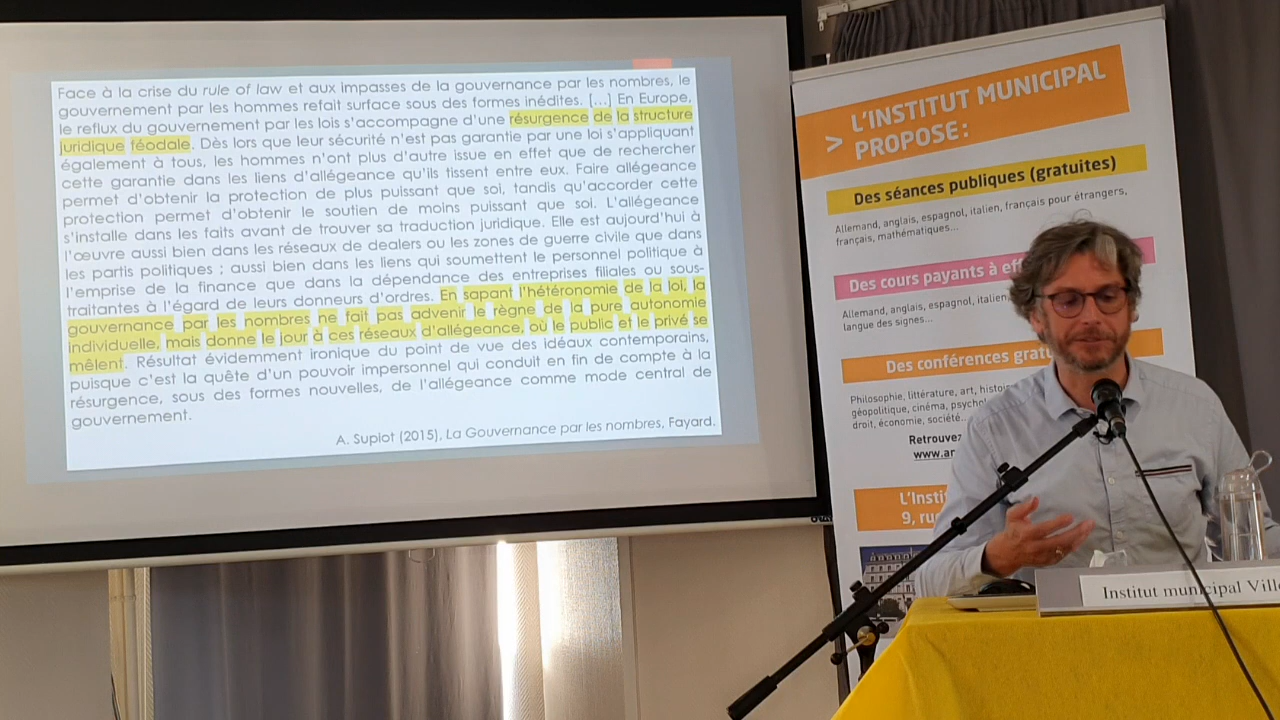 Face à la crise du rule of law et aux impasses de la gouvernance par les nombres, le
gouvernement par les hommes refait surface sous des formes inédites. [...] En Europe,
le reflux du gouvernement par les lois s'accompagne d'une résurgence de la structure
juridique féodale. Dès lors que leur sécurité n'est pas garantie par une loi s'appliquant
également à tous, les hommes n'ont plus d'autre issue en effet que de rechercher
cette garantie dans les liens d'allégeance qu'ils tissent entre eux. Faire allégeance
permet d'obtenir la protection de plus puissant que soi, tandis qu'accorder cette
protection permet d'obtenir le soutien de moins puissant que soi. L'allégeance
s'installe dans les faits avant de trouver sa traduction juridique. Elle est aujourd'hui à
l'œuvre aussi bien dans les réseaux de dealers ou les zones de guerre civile que dans
les partis politiques ; aussi bien dans les liens qui soumettent le personnel politique à
l'emprise de la finance que dans la dépendance des entreprises filiales ou sous-
traitantes à l'égard de leurs donneurs d'ordres. En sapant l'hétéronomie de la loi, la
gouvernance par les nombres ne fait pas advenir le règne de la pure autonomie
individuelle, mais donne le jour à ces réseaux d'allégeance, où le public et le privé se
mêlent. Résultat évidemment ironique du point de vue des idéaux contemporains,
puisque c'est la quête d'un pouvoir impersonnel qui conduit en fin de compte à la
résurgence, sous des formes nouvelles, de l'allégeance comme mode central de
gouvernement.
A. Supiot (2015), La Gouvernance par les nombres, Fayard.
> L'INSTITUT MUNICIPAL
PROPOSE :
Des séances publiques (gratuites)
Allemand, anglais, espagnol, italien, français pour étrangers,
français, mathématiques...
Des cours payants à
Allemand, anglais, espagnol,
langue des signes...
Des conférences
Philosophie, littérature, art,
géopolitique, cinéma,
droit, économie, société...
www.
9,
Institut municipal